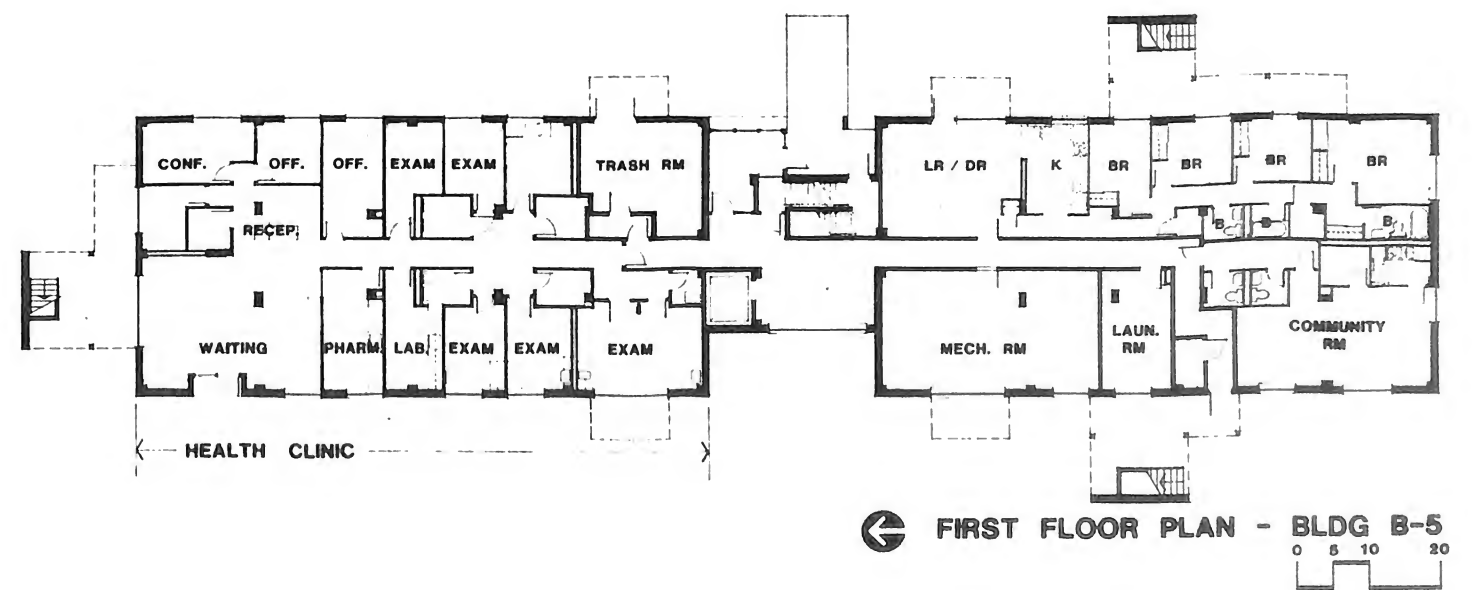 CONF.
OFF.
OFF.
EXAM
EXAM
TRASH RM
LR / DR
K
BR
BR
BR
BR
RECEP.
B
B
B
WAITING
PHARM.
LAB.
EXAM
EXAM
EXAM
MECH. RM
LAUN.
RM
COMMUNITY
RM
HEALTH CLINIC
FIRST FLOOR PLAN - BLDG B-5
0 5 10 20